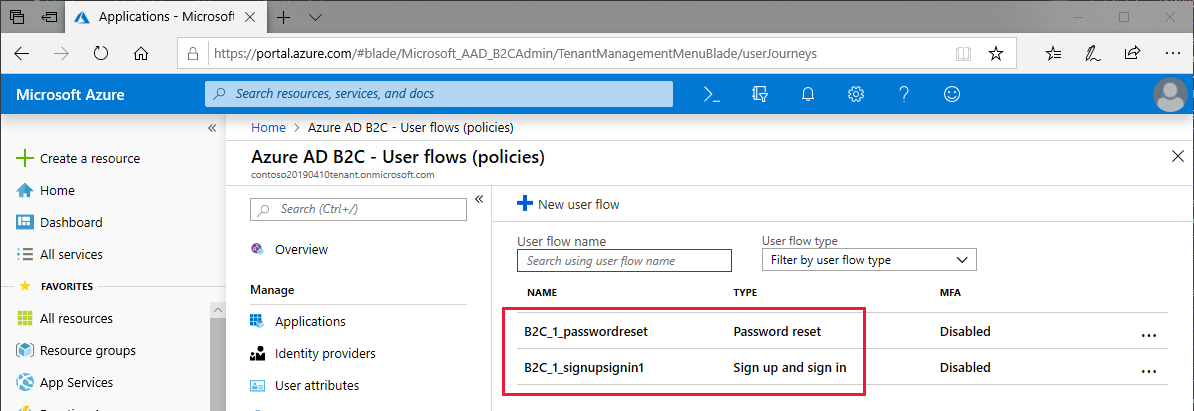 Applications - Microsof
https://portal.azure.com/#blade/Microsoft_AAD_B2CAdmin/TenantManagementMenuBlade/userJourneys
Microsoft Azure
Search resources, services, and docs
Home > Azure AD B2C - User flows (policies)
Azure AD B2C - User flows (policies)
contoso20190410tenant.onmicrosoft.com
Create a resource
Home
Dashboard
All services
FAVORITES
All resources
Resource groups
App Services
Search (Ctrl+/)
Overview
Manage
Applications
Identity providers
User attributes
New user flow
User flow name
User flow type
Search using user flow name
Filter by user flow type
NAME TYPE MFA
B2C_1_passwordreset Password reset Disabled
B2C_1_signupsignin1 Sign up and sign in Disabled